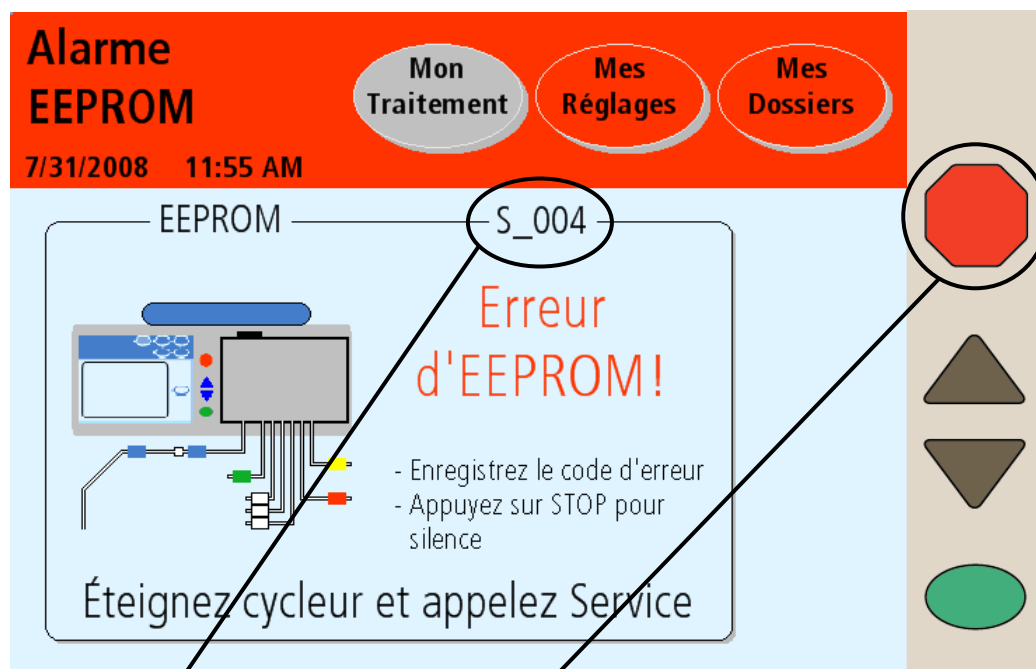 Alarme
EEPROM
7/31/2008 11:55 AM
Mon
Traitement
Mes
Réglages
Mes
Dossiers
EEPROM
S_004
Erreur
d'EEPROM!
- Enregistrez le code d'erreur
- Appuyez sur STOP pour
silence
Éteignez cycleur et appelez Service